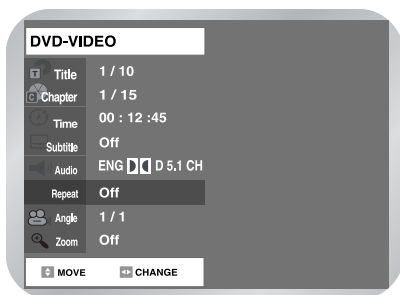 DVD-VIDEO
T Title 1 / 10
C Chapter 1 / 15
Time 00 : 12 :45
Subtitle Off
Audio ENG D 5.1 CH
Repeat Off
Angle 1 / 1
Zoom Off
MOVE CHANGE